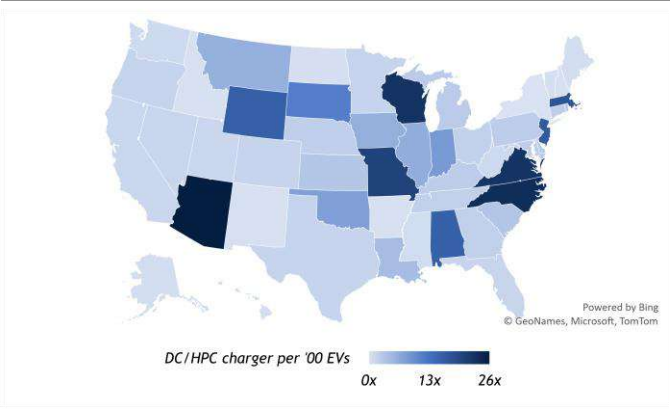 Powered by Bing
© GeoNames, Microsoft, TomTom
DC/HPC charger per '00 EVs
0x 13x 26x